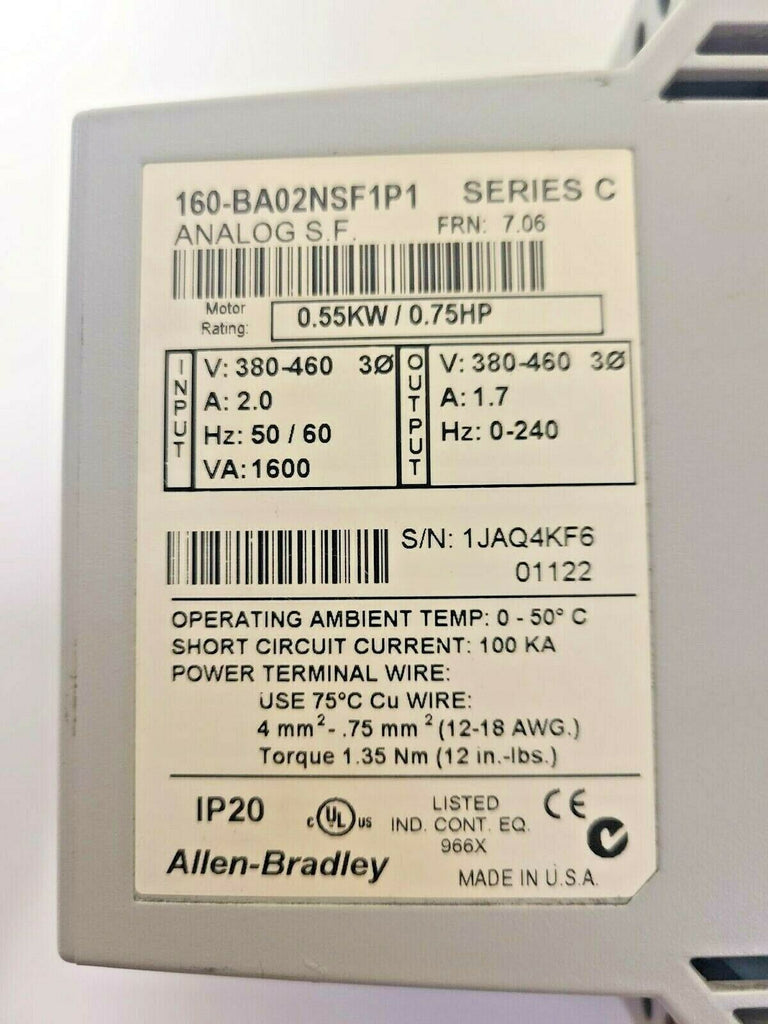 160-BA02NSF1P1 SERIES C
ANALOG S.F. FRN: 7.06
Motor
Rating: 0.55KW / 0.75HP
INPUT
V: 380-460 3Ø
A: 2.0
Hz: 50 / 60
VA: 1600
OUTPUT
V: 380-460 3Ø
A: 1.7
Hz: 0-240
S/N: 1JAQ4KF6
01122
OPERATING AMBIENT TEMP: 0 - 50° C
SHORT CIRCUIT CURRENT: 100 KA
POWER TERMINAL WIRE:
USE 75°C Cu WIRE:
4 mm²- .75 mm ² (12-18 AWG.)
Torque 1.35 Nm (12 in.-lbs.)
IP20 c UL us LISTED CE
IND. CONT. EQ.
966X
Allen-Bradley MADE IN U.S.A.